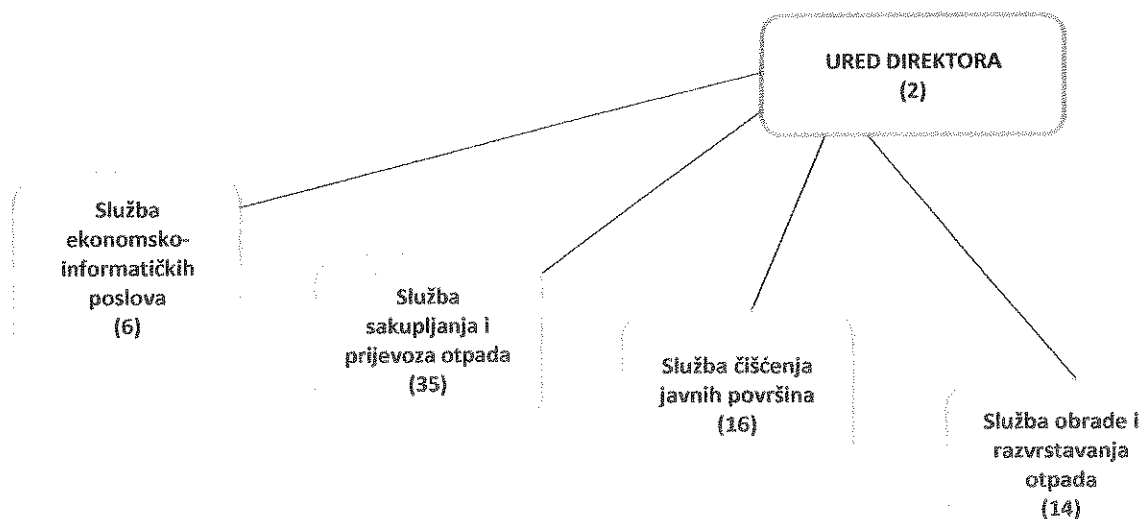 URED DIREKTORA
(2)
Služba
ekonomsko-
informatičkih
poslova
(6)
Služba
sakupljanja i
prijevoza otpada
(35)
Služba čišćenja
javnih površina
(16)
Služba obrade i
razvrstavanja
otpada
(14)